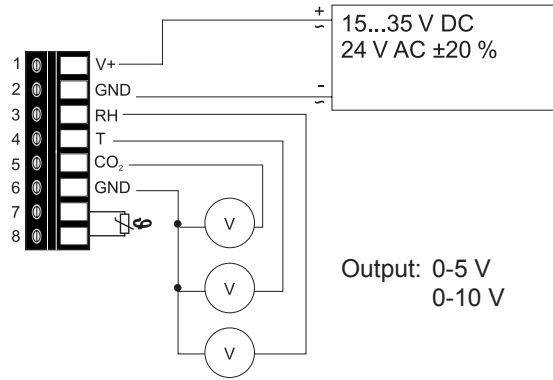 +
~
15...35 V DC
24 V AC ±20 %
-
~
1 V+
2 GND
3 RH
4 T
5 CO₂
6 GND
7
8
ϑ
V
V
V
Output: 0-5 V
0-10 V